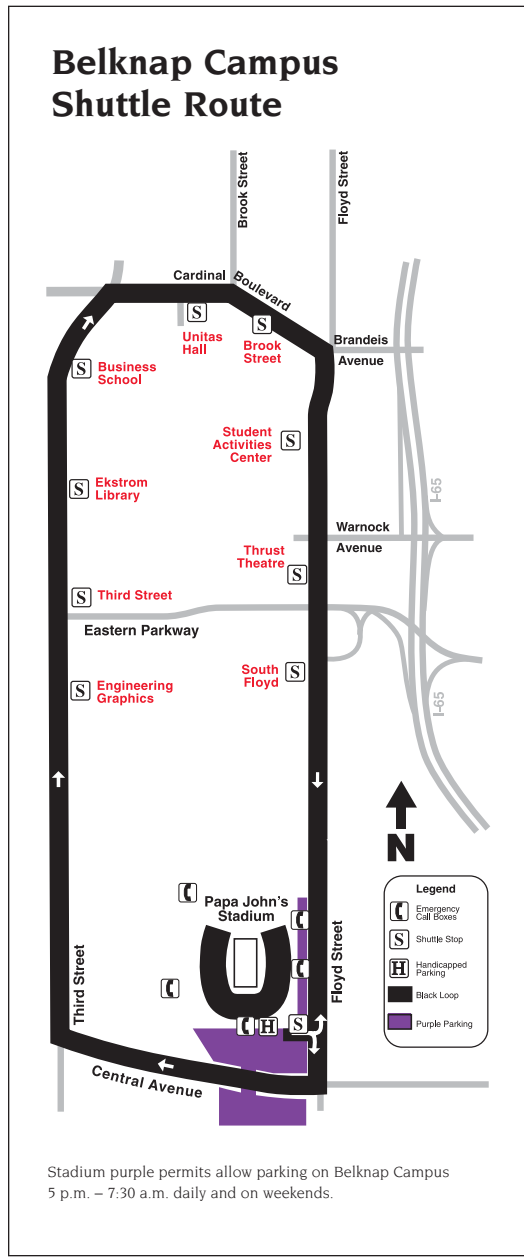 Belknap Campus
Shuttle Route
Brook Street
Floyd Street
Cardinal Boulevard
S
Unitas
Hall
S
Brook
Street
Brandeis
Avenue
S
Business
School
Student
Activities
Center
S
S
Ekstrom
Library
I-65
Warnock
Avenue
Thrust
Theatre
S
S
Third Street
Eastern Parkway
South
Floyd
S
S
Engineering
Graphics
I-65
N
Papa John's
Stadium
Third Street
Floyd Street
H
S
Central Avenue
Legend
Emergency
Call Boxes
S
Shuttle Stop
H
Handicapped
Parking
Black Loop
Purple Parking
Stadium purple permits allow parking on Belknap Campus
5 p.m. – 7:30 a.m. daily and on weekends.